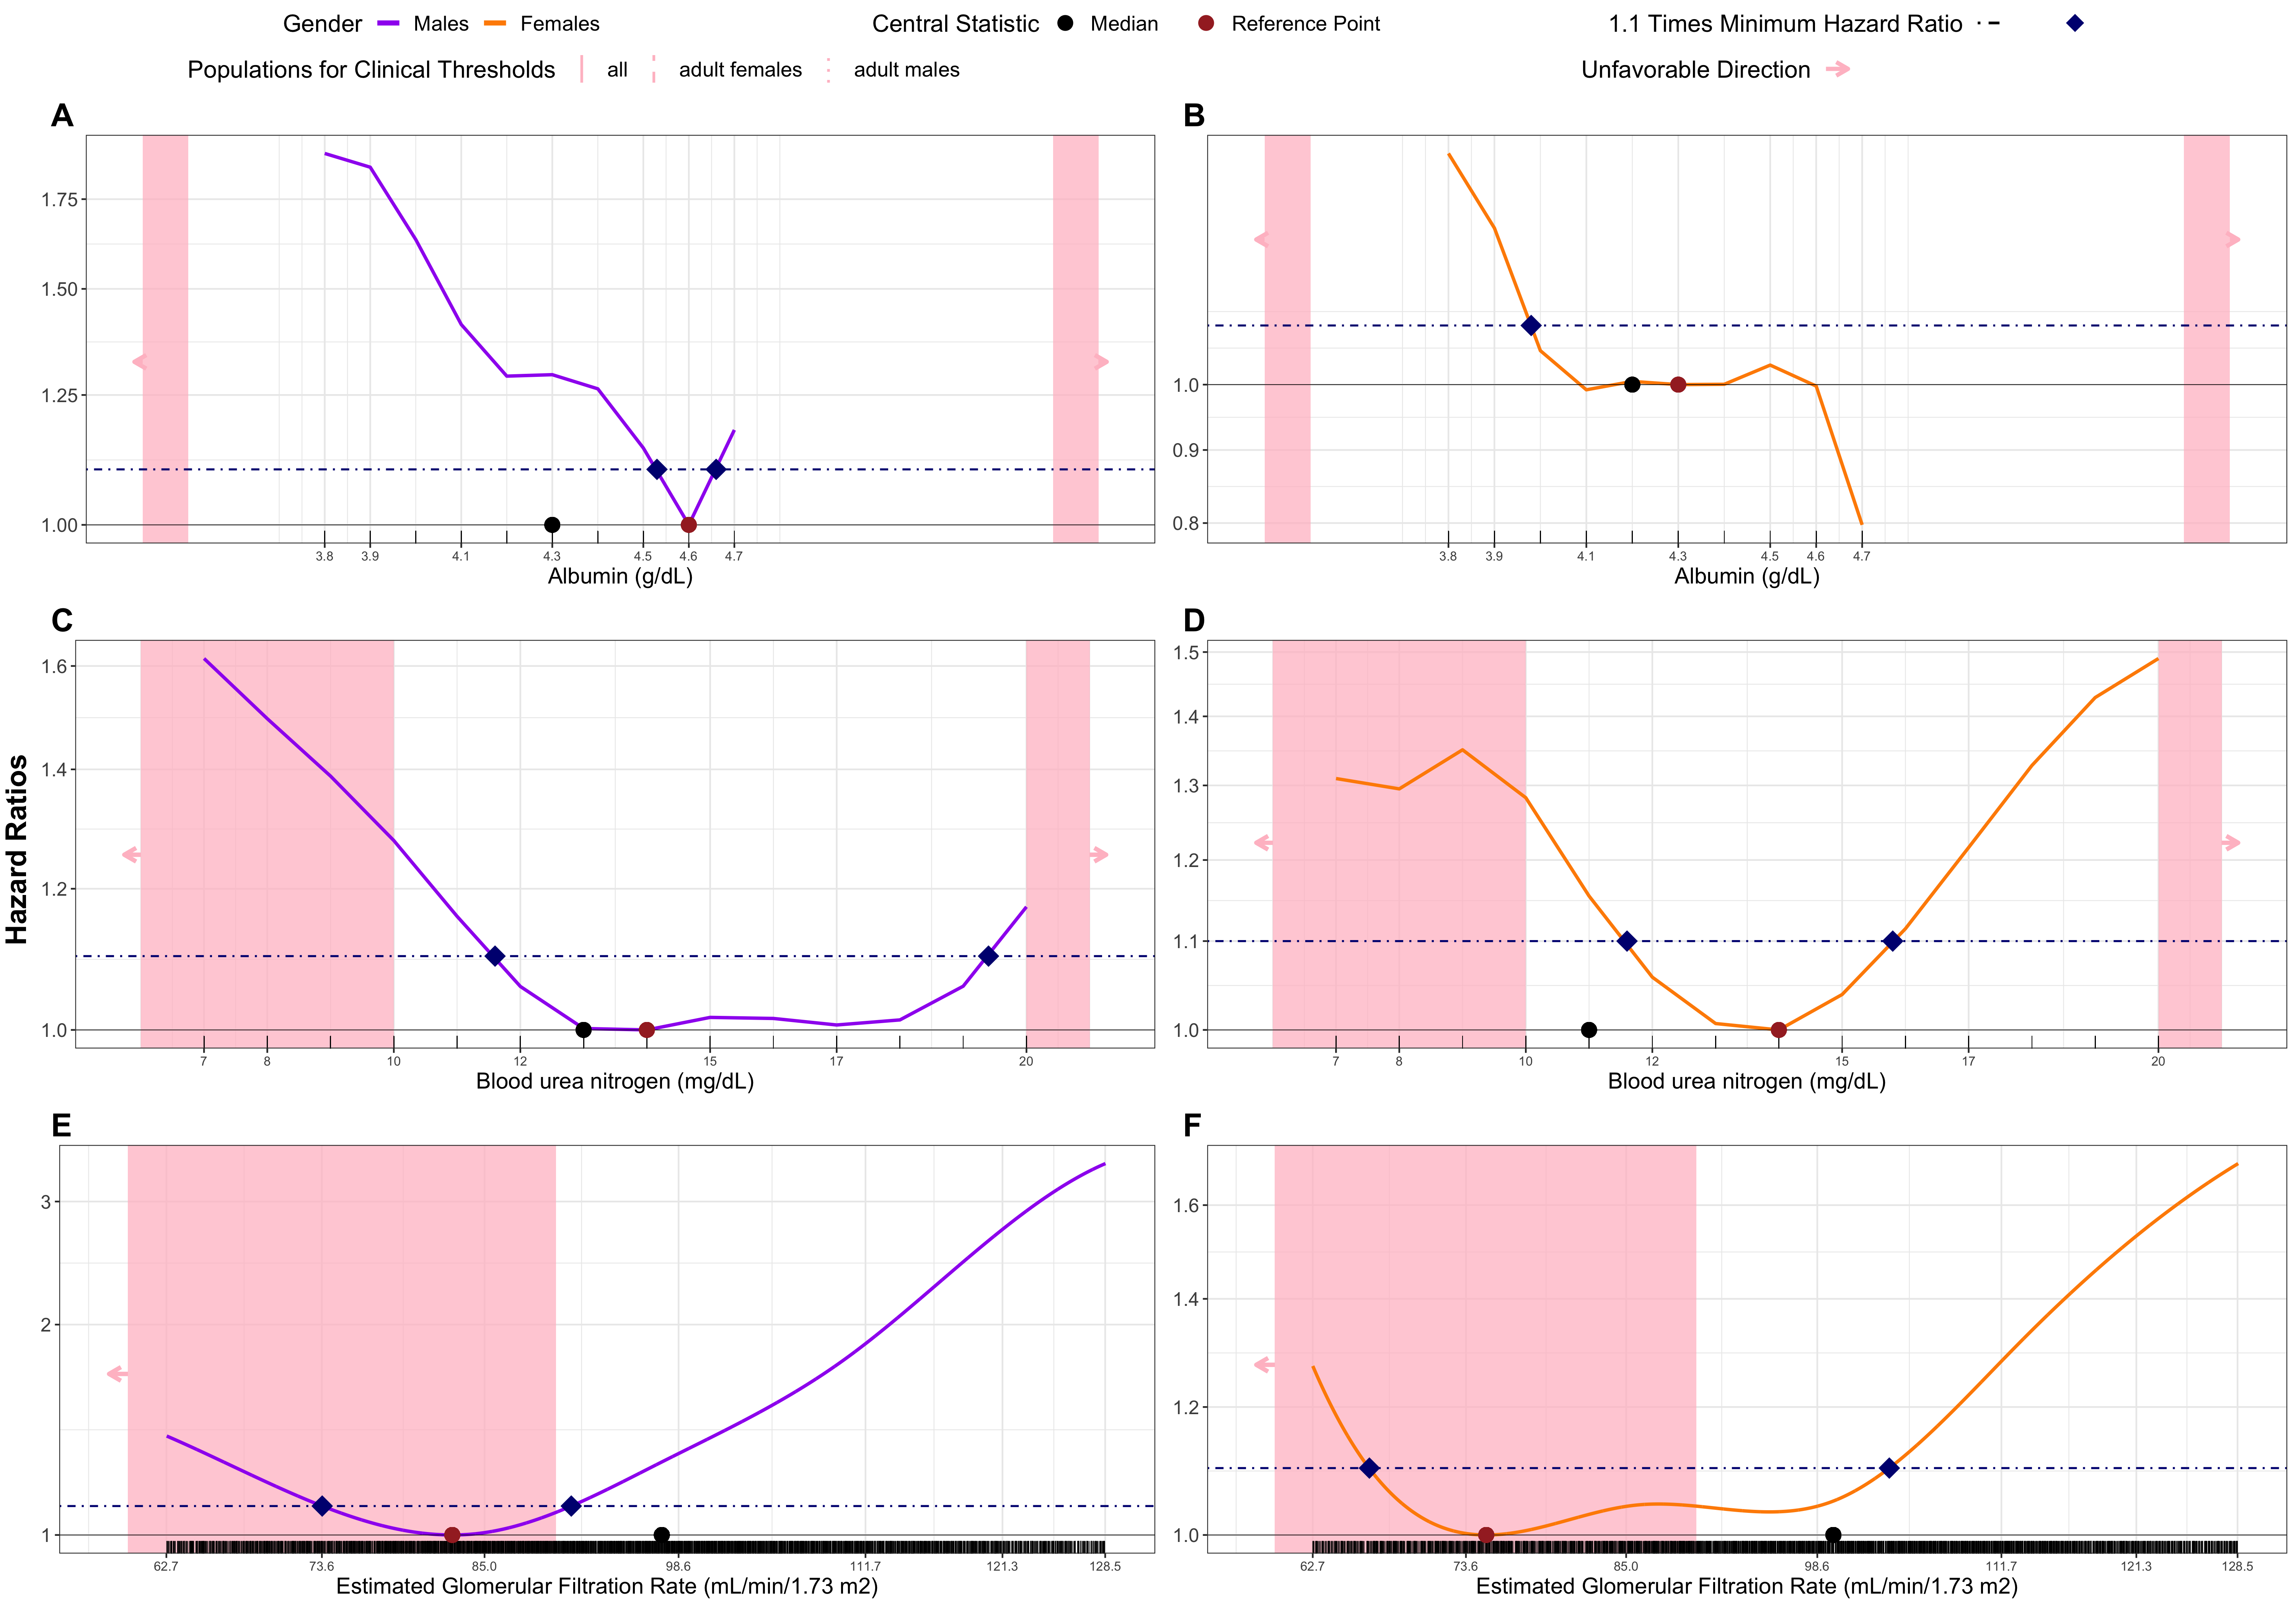 Gender Males Females Central Statistic Median Reference Point 1.1 Times Minimum Hazard Ratio
Populations for Clinical Thresholds all adult females adult males Unfavorable Direction
Hazard Ratios
A
1.75
1.50
1.25
1.00
3.8 3.9 4.1 4.3 4.5 4.6 4.7
Albumin (g/dL)
B
1.0
0.9
0.8
3.8 3.9 4.1 4.3 4.5 4.6 4.7
Albumin (g/dL)
C
1.6
1.4
1.2
1.0
7 8 10 12 15 17 20
Blood urea nitrogen (mg/dL)
D
1.5
1.4
1.3
1.2
1.1
1.0
7 8 10 12 15 17 20
Blood urea nitrogen (mg/dL)
E
3
2
1
62.7 73.6 85.0 98.6 111.7 121.3 128.5
Estimated Glomerular Filtration Rate (mL/min/1.73 m2)
F
1.6
1.4
1.2
1.0
62.7 73.6 85.0 98.6 111.7 121.3 128.5
Estimated Glomerular Filtration Rate (mL/min/1.73 m2)